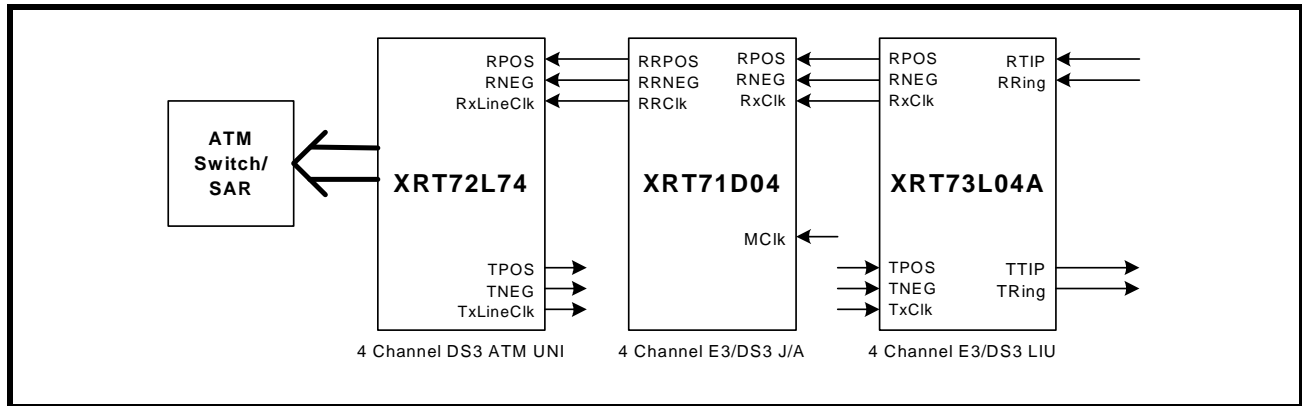 ATM
Switch/
SAR
RPOS
RNEG
RxLineClk
XRT72L74
TPOS
TNEG
TxLineClk
4 Channel DS3 ATM UNI
RRPOS RPOS
RRNEG RNEG
RRClk RxClk
XRT71D04
MClk
4 Channel E3/DS3 J/A
RPOS RTIP
RNEG RRing
RxClk
XRT73L04A
TPOS TTIP
TNEG TRing
TxClk
4 Channel E3/DS3 LIU